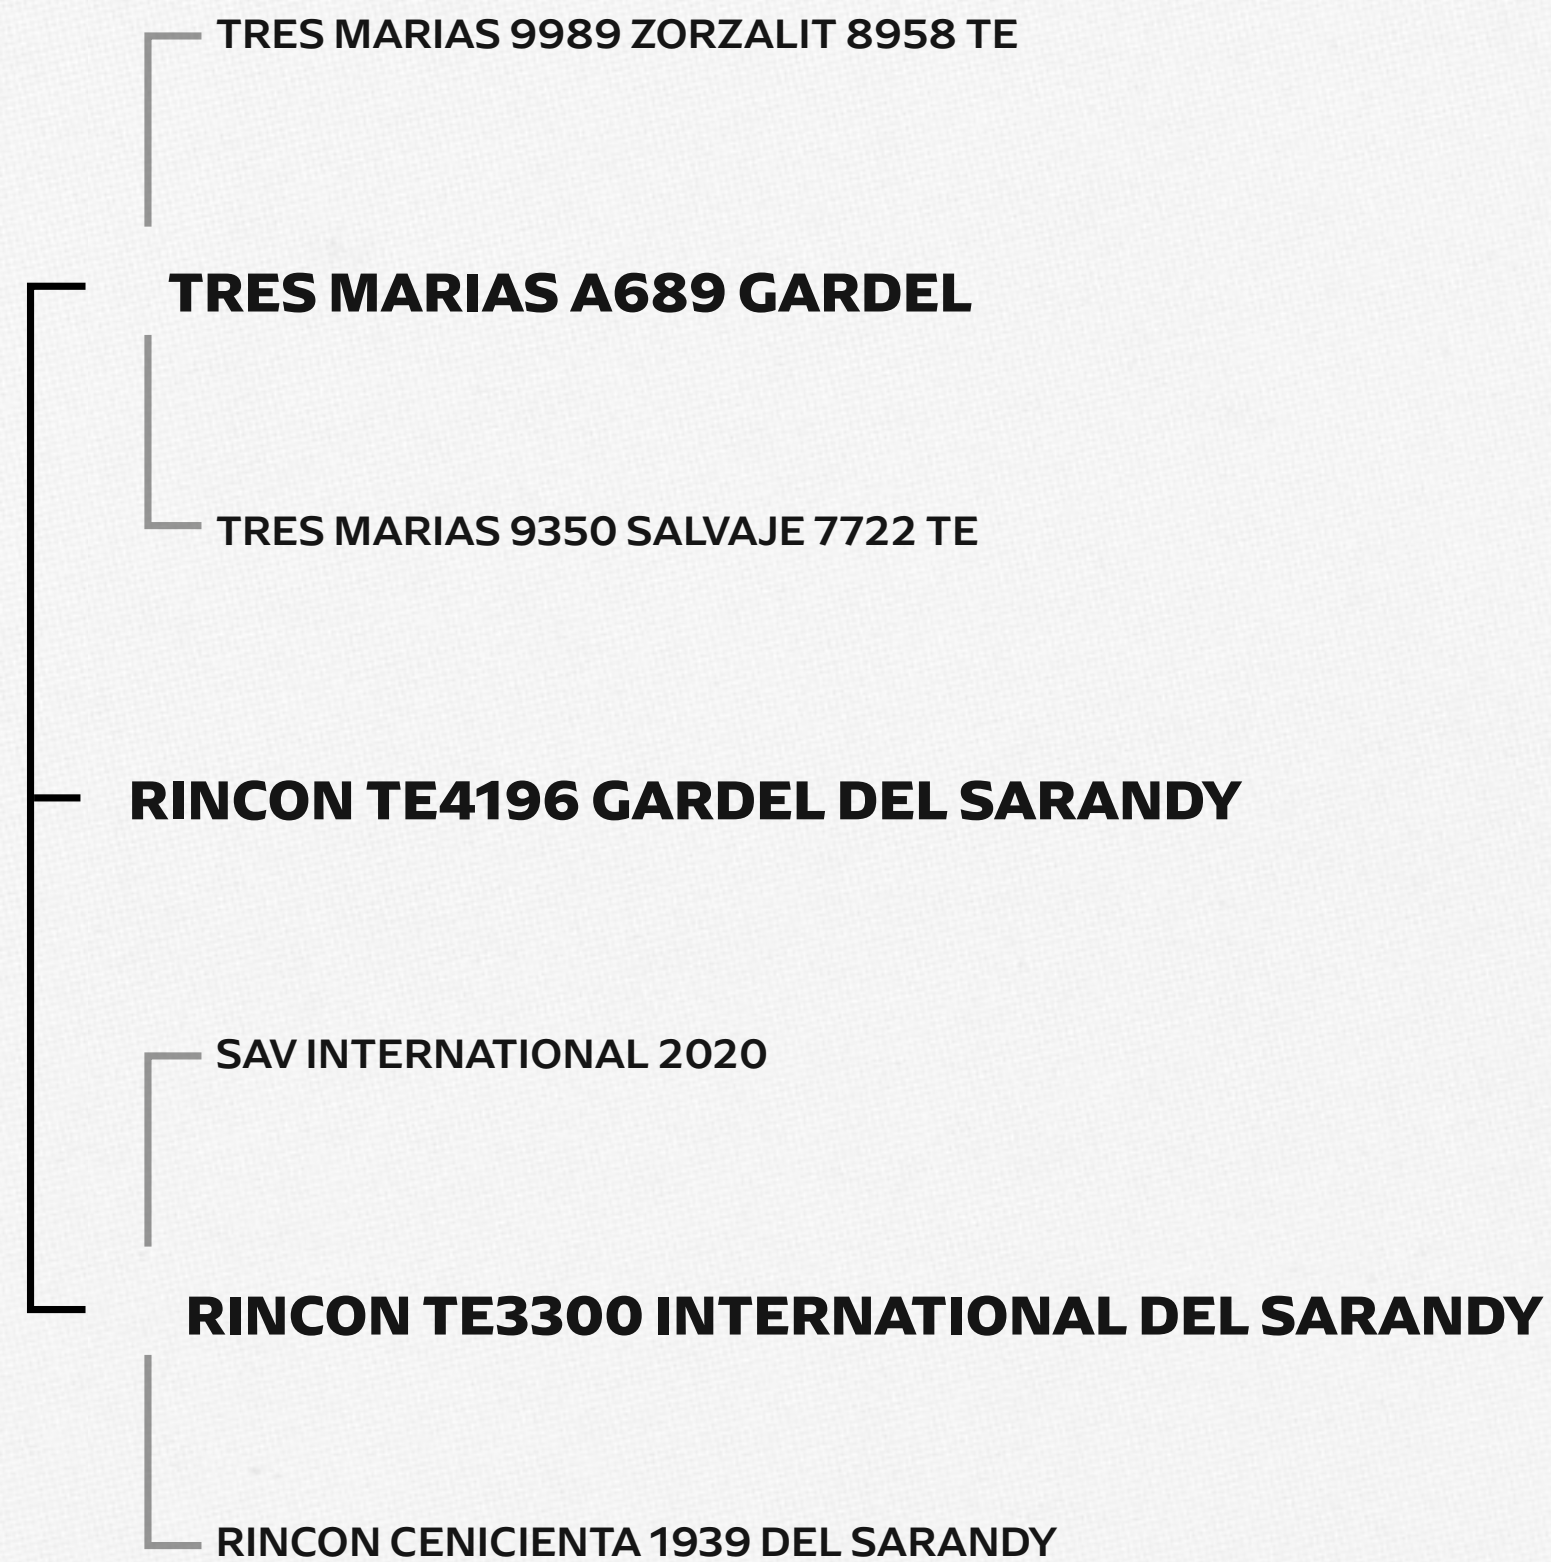 TRES MARIAS 9989 ZORZALIT 8958 TE
TRES MARIAS A689 GARDEL
TRES MARIAS 9350 SALVAJE 7722 TE
RINCON TE4196 GARDEL DEL SARANDY
SAV INTERNATIONAL 2020
RINCON TE3300 INTERNATIONAL DEL SARANDY
RINCON CENICIENTA 1939 DEL SARANDY